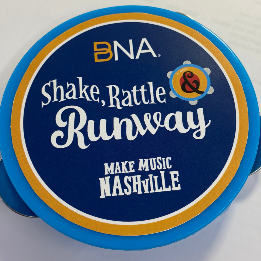 BNA.
Shake, Rattle &
Runway
MAKE MUSIC
NASHVILLE